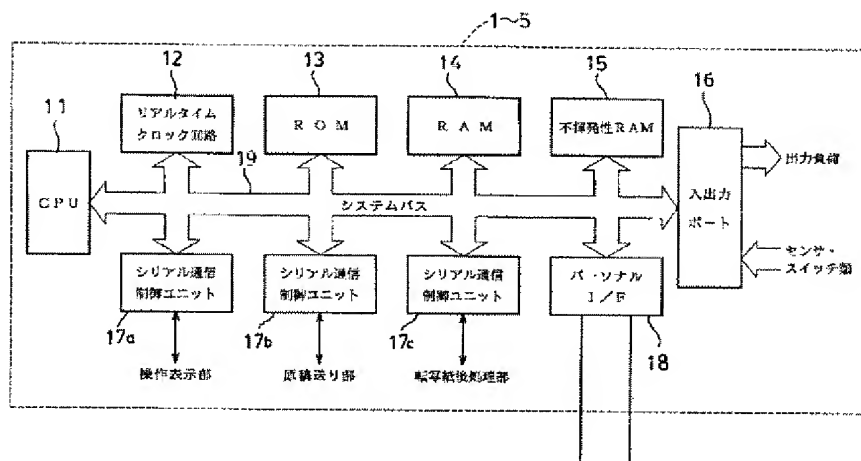 1~5
12
13
14
15
16
11
リアルタイム
クロック回路
ROM
RAM
不揮発性RAM
19
CPU
システムバス
入出力
ポート
出力負荷
センサ・
スイッチ類
シリアル通信
制御ユニット
シリアル通信
制御ユニット
シリアル通信
制御ユニット
パーソナル
I/F
17a
17b
17c
18
操作表示部
原稿送り部
転写紙後処理部